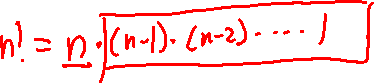 n! = n · (n-1) · (n-2) · · · · 1